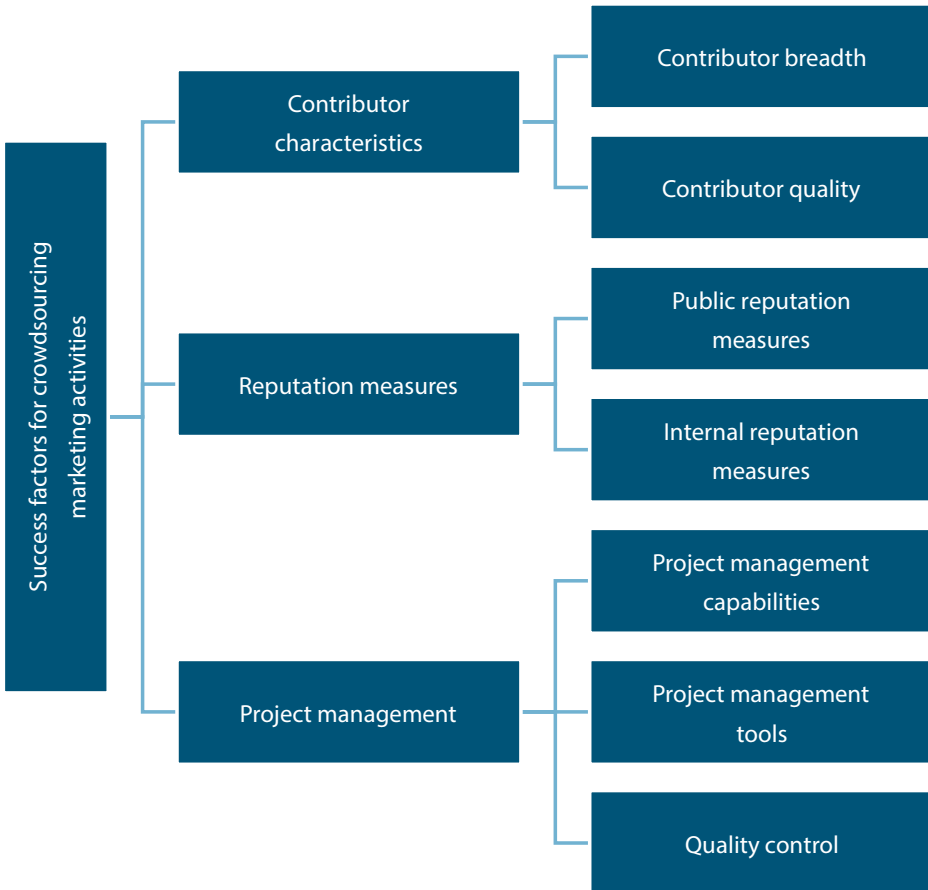 Success factors for crowdsourcing
marketing activities
Contributor
characteristics
Contributor breadth
Contributor quality
Reputation measures
Public reputation
measures
Internal reputation
measures
Project management
Project management
capabilities
Project management
tools
Quality control